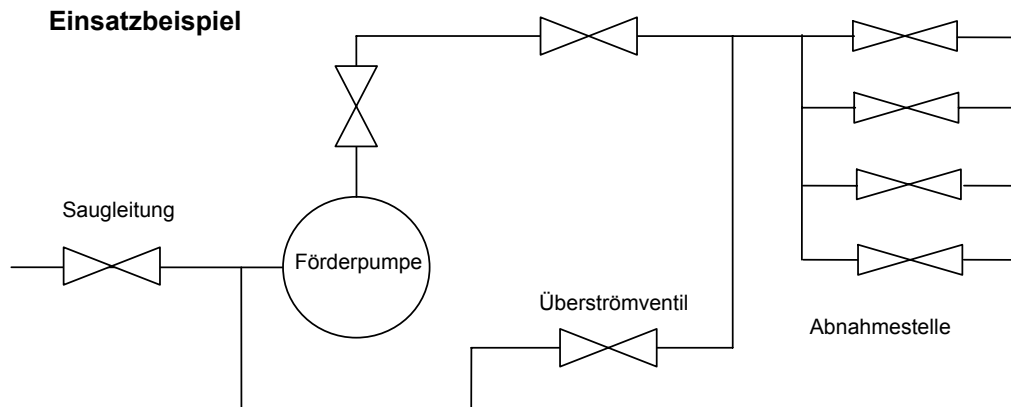 Einsatzbeispiel
Saugleitung
Förderpumpe
Überströmventil
Abnahmestelle